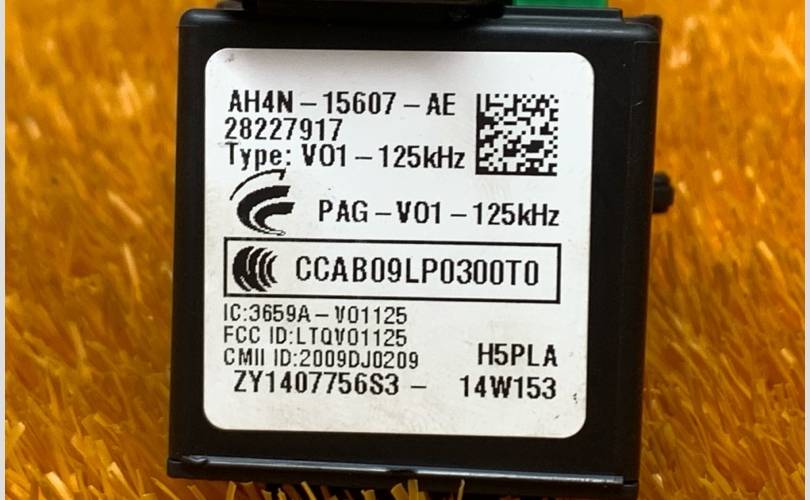 AH4N-15607-AE
28227917
Type: V01-125kHz
PAG-V01-125kHz
CCAB09LP0300T0
IC:3659A-V01125
FCC ID:LTQV01125
CMII ID:2009DJ0209
H5PLA
ZY1407756S3 - 14W153